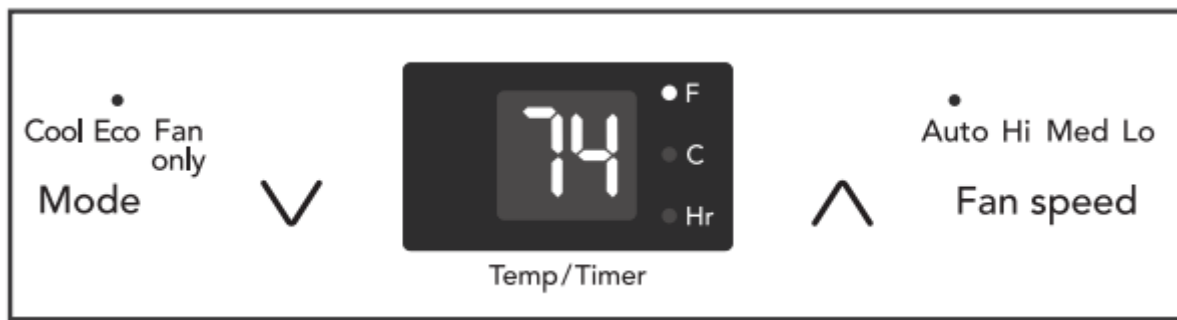 F
74
Cool Eco Fan only
C
Auto Hi Med Lo
Mode
Hr
Fan speed
Temp/Timer